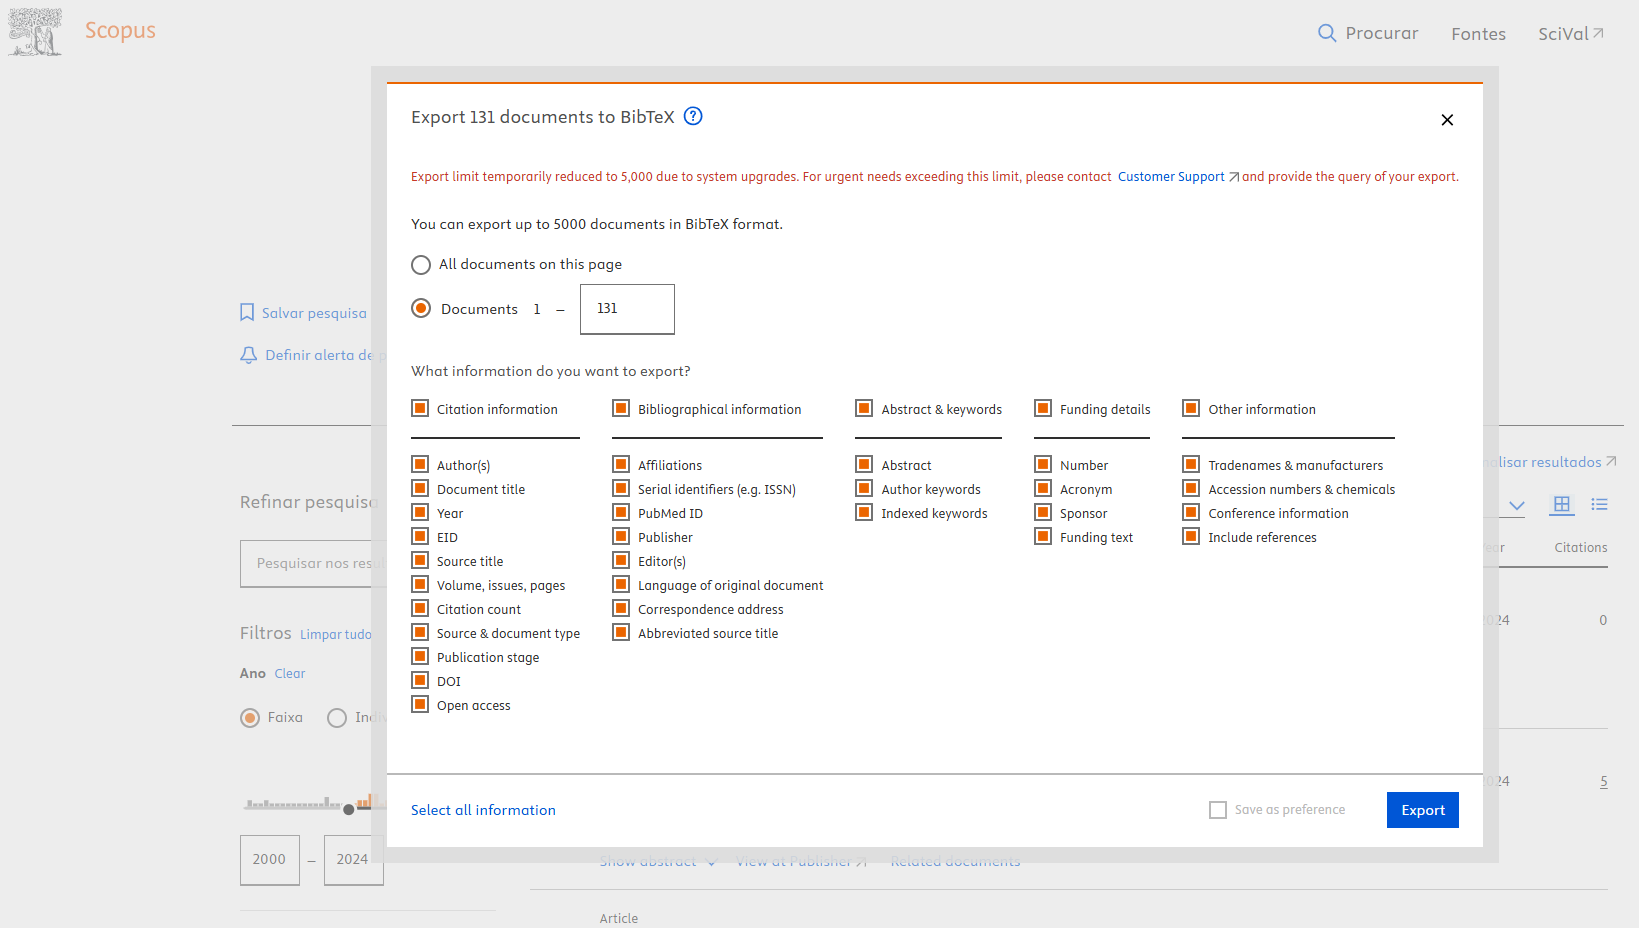 Scopus
Procurar
Fontes
SciVal
Export 131 documents to BibTeX
Export limit temporarily reduced to 5,000 due to system upgrades. For urgent needs exceeding this limit, please contact Customer Support and provide the query of your export.
You can export up to 5000 documents in BibTeX format.
All documents on this page
Documents 1 – 131
Salvar pesquisa
Definir alerta de p
What information do you want to export?
Citation information
Author(s)
Document title
Year
EID
Source title
Volume, issues, pages
Citation count
Source & document type
Publication stage
DOI
Open access
Bibliographical information
Affiliations
Serial identifiers (e.g. ISSN)
PubMed ID
Publisher
Editor(s)
Language of original document
Correspondence address
Abbreviated source title
Abstract & keywords
Abstract
Author keywords
Indexed keywords
Funding details
Number
Acronym
Sponsor
Funding text
Other information
Tradenames & manufacturers
Accession numbers & chemicals
Conference information
Include references
Select all information
Save as preference
Export
Refinar pesquisa
Pesquisar nos resu
Filtros Limpar tudo
Ano Clear
Faixa
Indiv
2000 – 2024
alisar resultados
Citations
2024 0
2024 5
Show abstract
View at Publisher
Related documents
Article